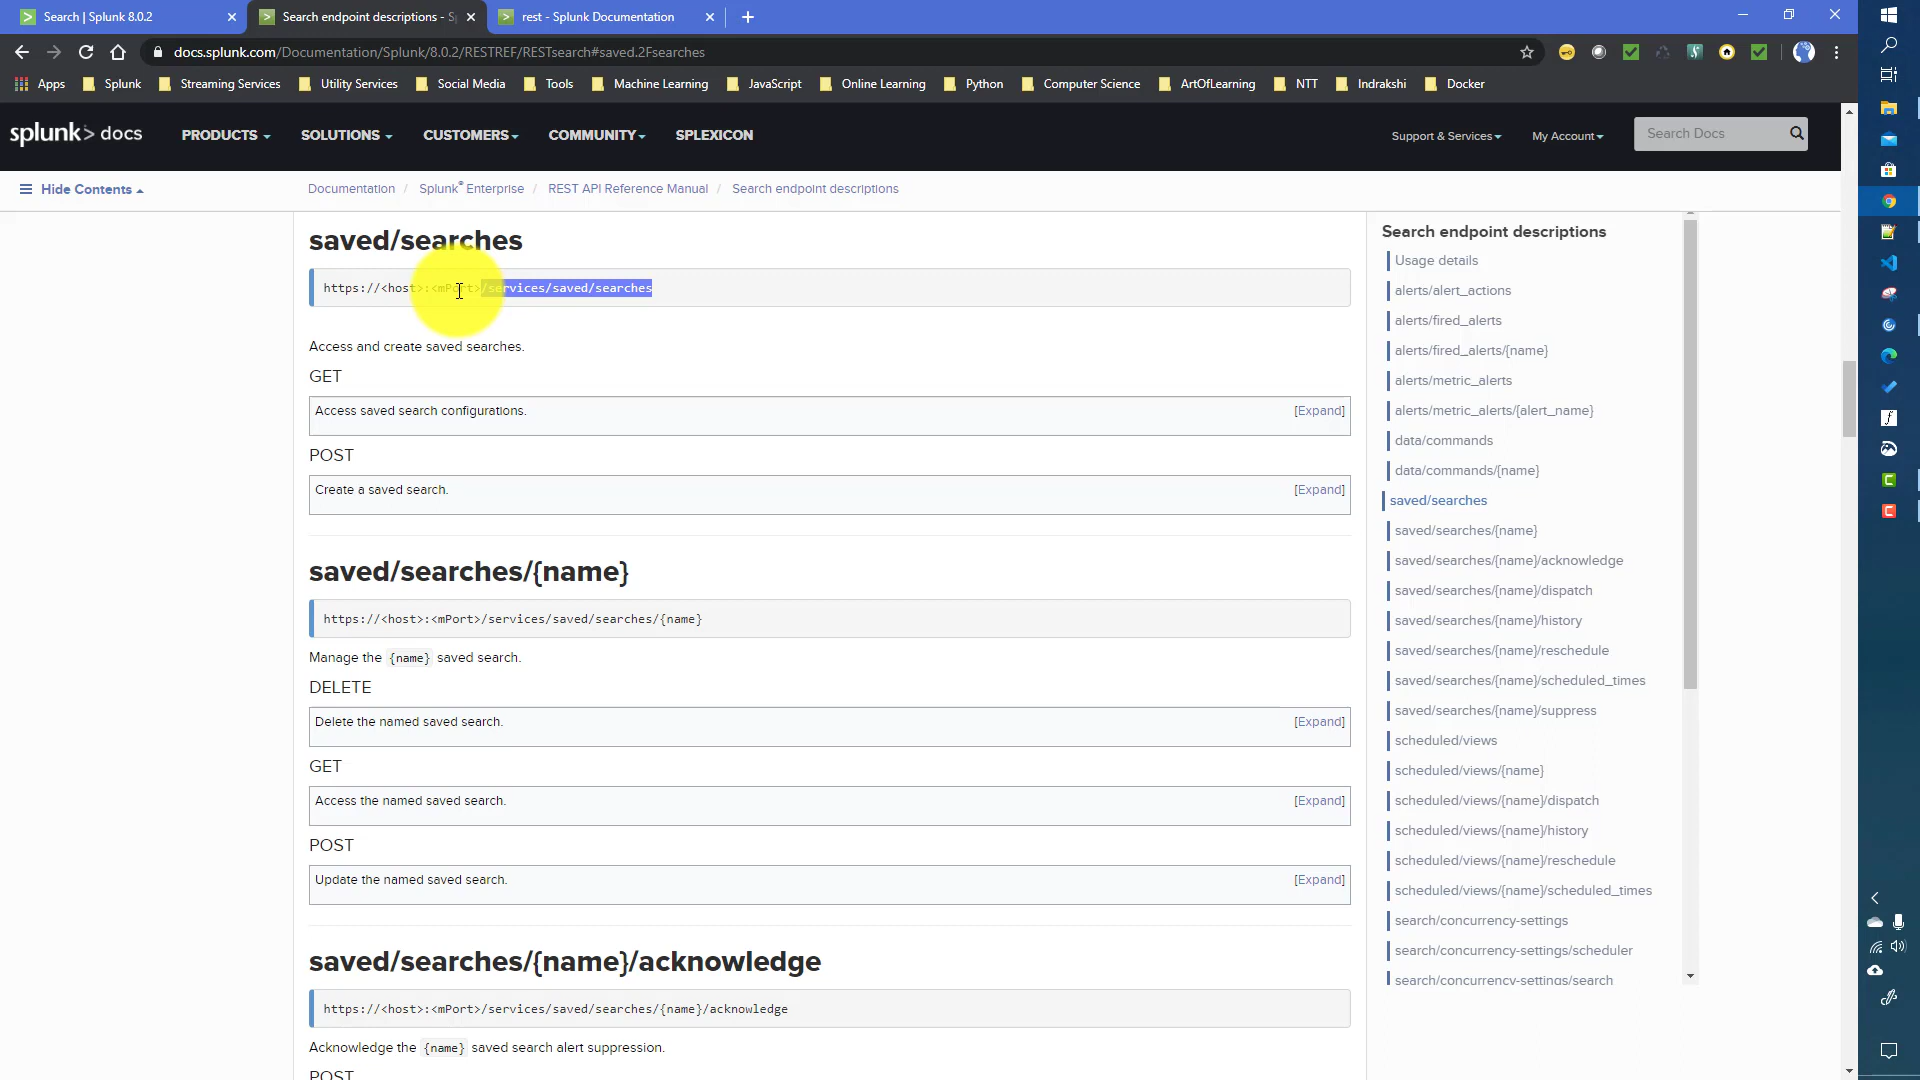 Search | Splunk 8.0.2
Search endpoint descriptions - S
rest - Splunk Documentation
docs.splunk.com/Documentation/Splunk/8.0.2/RESTREF/RESTsearch#saved.2Fsearches
Apps
Splunk
Streaming Services
Utility Services
Social Media
Tools
Machine Learning
JavaScript
Online Learning
Python
Computer Science
ArtOfLearning
NTT
Indrakshi
Docker
splunk> docs
PRODUCTS
SOLUTIONS
CUSTOMERS
COMMUNITY
SPLEXICON
Support & Services
My Account
Search Docs
Hide Contents
Documentation / Splunk® Enterprise / REST API Reference Manual / Search endpoint descriptions
saved/searches
https://<host>:<mPort>/services/saved/searches
Access and create saved searches.
GET
Access saved search configurations. [Expand]
POST
Create a saved search. [Expand]
saved/searches/{name}
https://<host>:<mPort>/services/saved/searches/{name}
Manage the {name} saved search.
DELETE
Delete the named saved search. [Expand]
GET
Access the named saved search. [Expand]
POST
Update the named saved search. [Expand]
saved/searches/{name}/acknowledge
https://<host>:<mPort>/services/saved/searches/{name}/acknowledge
Acknowledge the {name} saved search alert suppression.
POST
Search endpoint descriptions
Usage details
alerts/alert_actions
alerts/fired_alerts
alerts/fired_alerts/{name}
alerts/metric_alerts
alerts/metric_alerts/{alert_name}
data/commands
data/commands/{name}
saved/searches
saved/searches/{name}
saved/searches/{name}/acknowledge
saved/searches/{name}/dispatch
saved/searches/{name}/history
saved/searches/{name}/reschedule
saved/searches/{name}/scheduled_times
saved/searches/{name}/suppress
scheduled/views
scheduled/views/{name}
scheduled/views/{name}/dispatch
scheduled/views/{name}/history
scheduled/views/{name}/reschedule
scheduled/views/{name}/scheduled_times
search/concurrency-settings
search/concurrency-settings/scheduler
search/concurrency-settings/search